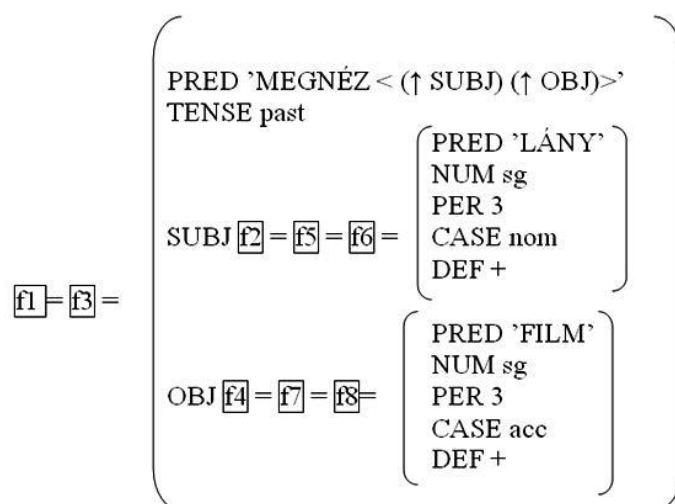 PRED ’MEGNÉZ < (↑ SUBJ) (↑ OBJ)>’
TENSE past
PRED ’LÁNY’
NUM sg
PER 3
SUBJ f2 = f5 = f6 = CASE nom
DEF +
f1 = f3 =
PRED ’FILM’
NUM sg
OBJ f4 = f7 = f8= PER 3
CASE acc
DEF +